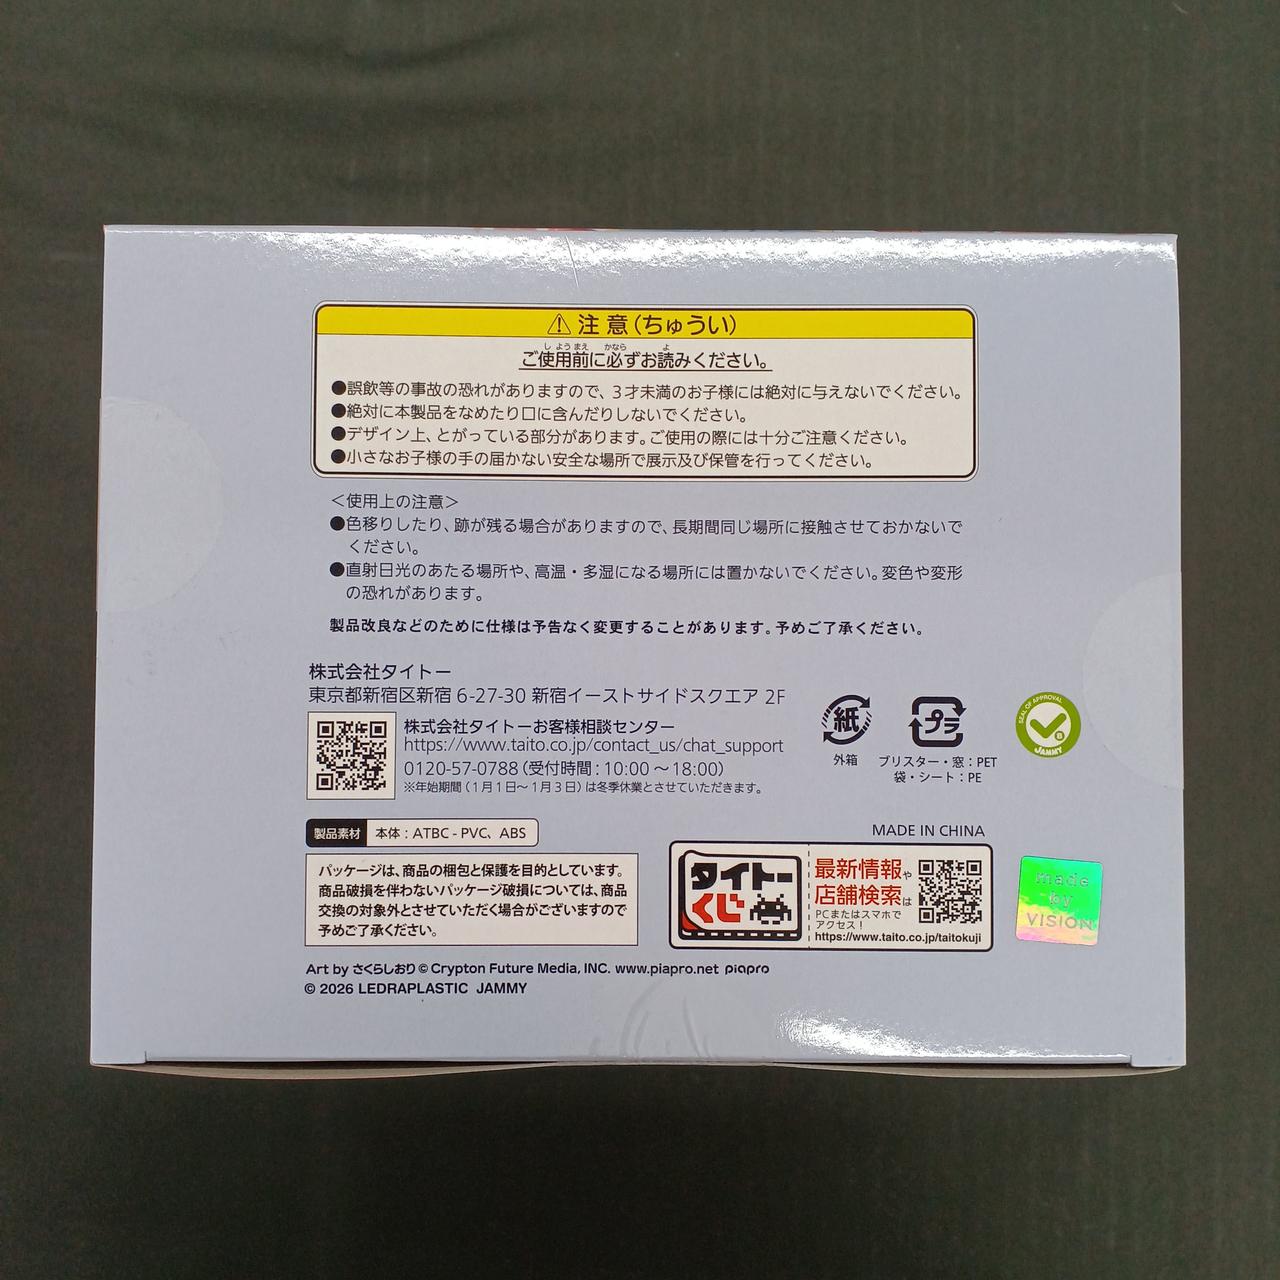 ⚠注意(ちゅうい)
ご使用前に必ずお読みください。
●誤飲等の事故の恐れがありますので、3才未満のお子様には絶対に与えないでください。
●絶対に本製品をなめたり口に含んだりしないでください。
●デザイン上、とがっている部分があります。ご使用の際には十分ご注意ください。
●小さなお子様の手の届かない安全な場所で展示及び保管を行ってください。
＜使用上の注意＞
●色移りしたり、跡が残る場合がありますので、長期間同じ場所に接触させておかないで
ください。
●直射日光のあたる場所や、高温・多湿になる場所には置かないでください。変色や変形
の恐れがあります。
製品改良などのために仕様は予告なく変更することがあります。予めご了承ください。
株式会社タイトー
東京都新宿区新宿 6-27-30 新宿イーストサイドスクエア 2F
株式会社タイトーお客様相談センター
https://www.taito.co.jp/contact_us/chat_support
0120-57-0788(受付時間:10:00～18:00)
※年始期間(1月1日～1月3日)は冬季休業とさせていただきます。
紙
外箱
プラ
ブリスター・窓:PET
袋・シート:PE
SEAL OF APPROVAL
JAMMY
製品素材 本体:ATBC-PVC、ABS
パッケージは、商品の梱包と保護を目的としています。
商品破損を伴わないパッケージ破損については、商品
交換の対象外とさせていただく場合がございますので
予めご了承ください。
MADE IN CHINA
タイトー
くじ
最新情報や
店舗検索は
PCまたはスマホで
アクセス!
https://www.taito.co.jp/taitokuji
made
by
VISION
Art by さくらしおり © Crypton Future Media, INC. www.piapro.net piapro
© 2026 LEDRAPLASTIC JAMMY